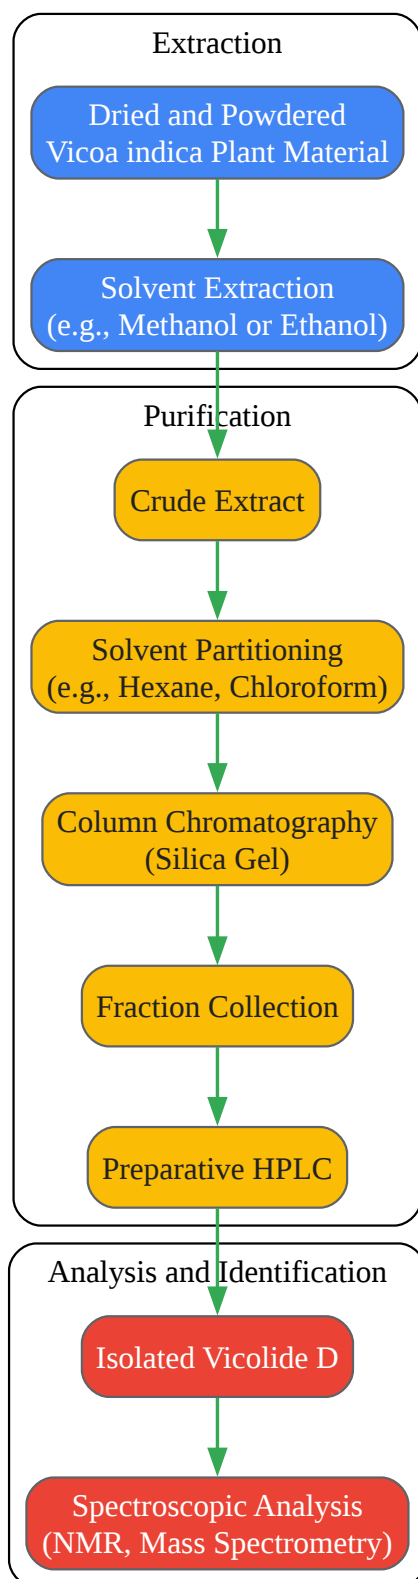 Extraction
Dried and Powdered
Vicoa indica Plant Material
Solvent Extraction
(e.g., Methanol or Ethanol)
Purification
Crude Extract
Solvent Partitioning
(e.g., Hexane, Chloroform)
Column Chromatography
(Silica Gel)
Fraction Collection
Preparative HPLC
Analysis and Identification
Isolated Vicolide D
Spectroscopic Analysis
(NMR, Mass Spectrometry)